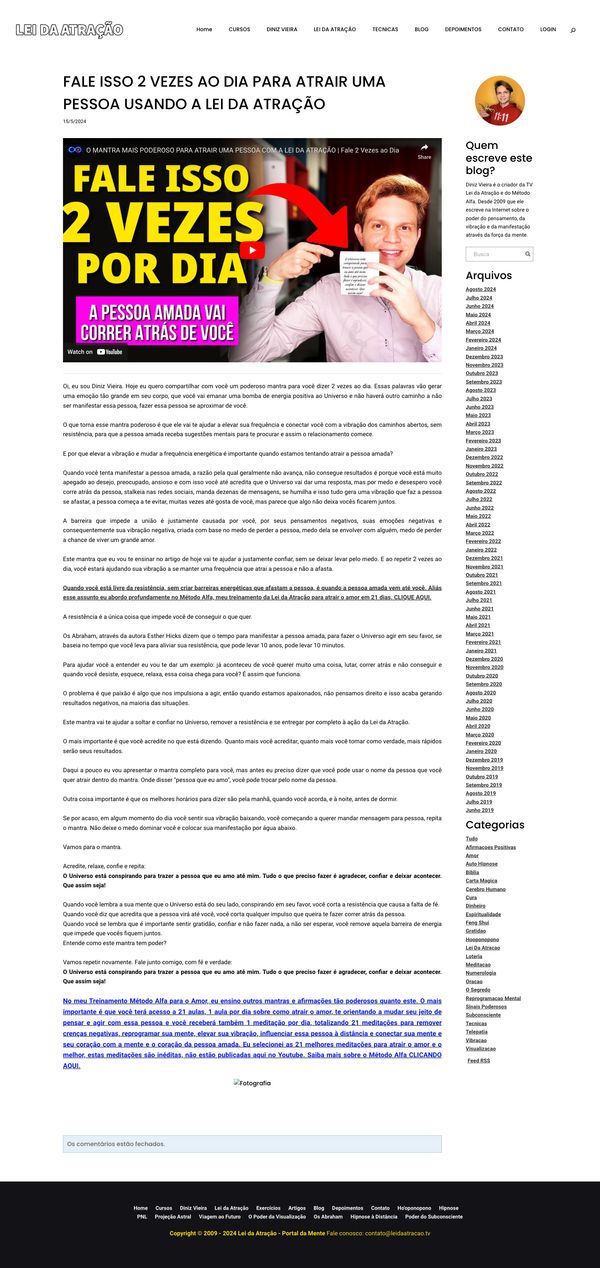 LEI DA ATRAÇÃO
Home CURSOS DINIZ VIEIRA LEI DA ATRAÇÃO TECNICAS BLOG DEPOIMENTOS CONTATO LOGIN
FALE ISSO 2 VEZES AO DIA PARA ATRAIR UMA
PESSOA USANDO A LEI DA ATRAÇÃO
15/5/2024
O MANTRA MAIS PODEROSO PARA ATRAIR UMA PESSOA COM A LEI DA ATRAÇÃO | Fale 2 Vezes ao Dia
Share
FALE ISSO
2 VEZES
POR DIA
A PESSOA AMADA VAI
CORRER ATRÁS DE VOCÊ
Watch on YouTube
Oi, eu sou Diniz Vieira. Hoje eu quero compartilhar com você um poderoso mantra para você dizer 2 vezes ao dia. Essas palavras vão gerar
uma emoção tão grande em seu corpo, que você vai emanar uma bomba de energia positiva ao Universo e não haverá outro caminho a não
ser manifestar essa pessoa, fazer essa pessoa se aproximar de você.
O que torna esse mantra poderoso é que ele vai te ajudar a elevar sua frequência e conectar você com a vibração dos caminhos abertos, sem
resistência, para que a pessoa amada receba sugestões mentais para te procurar e assim o relacionamento comece.
E por que elevar a vibração e mudar a frequência energética é importante quando estamos tentando atrair a pessoa amada?
Quando você tenta manifestar a pessoa amada, a razão pela qual geralmente não avança, não consegue resultados é porque você está muito
apegado ao desejo, preocupado, ansioso e com isso você até acredita que o Universo vai dar uma resposta, mas por medo e desespero você
corre atrás da pessoa, stalkeia nas redes sociais, manda dezenas de mensagens, se humilha e isso tudo gera uma vibração que faz a pessoa
se afastar, a pessoa começa a te evitar, muitas vezes até gosta de você, mas parece que algo não deixa vocês ficarem juntos.
A barreira que impede a união é justamente causada por você, por seus pensamentos negativos, suas emoções negativas e
consequentemente sua vibração negativa, criada com base no medo de perder a pessoa, medo dela se envolver com alguém, medo de perder
a chance de viver um grande amor.
Este mantra que eu vou te ensinar no artigo de hoje vai te ajudar a justamente confiar, sem se deixar levar pelo medo. E ao repetir 2 vezes ao
dia, você estará ajudando sua vibração a se manter uma frequência que atrai a pessoa e não a afasta.
Quando você está livre da resistência, sem criar barreiras energéticas que afastam a pessoa, é quando a pessoa amada vem até você. Aliás
esse assunto eu abordo profundamente no Método Alfa, meu treinamento da Lei da Atração para atrair o amor em 21 dias. CLIQUE AQUI.
A resistência é a única coisa que impede você de conseguir o que quer.
Os Abraham, através da autora Esther Hicks dizem que o tempo para manifestar a pessoa amada, para fazer o Universo agir em seu favor, se
baseia no tempo que você leva para aliviar sua resistência, que pode levar 10 anos, pode levar 10 minutos.
Para ajudar você a entender eu vou te dar um exemplo: já aconteceu de você querer muito uma coisa, lutar, correr atrás e não conseguir e
quando você desiste, esquece, relaxa, essa coisa chega para você? É assim que funciona.
O problema é que paixão é algo que nos impulsiona a agir, então quando estamos apaixonados, não pensamos direito e isso acaba gerando
resultados negativos, na maioria das situações.
Este mantra vai te ajudar a soltar e confiar no Universo, remover a resistência e se entregar por completo à ação da Lei da Atração.
O mais importante é que você acredite no que está dizendo. Quanto mais você acreditar, quanto mais você tomar como verdade, mais rápidos
serão seus resultados.
Daqui a pouco eu vou apresentar o mantra completo para você, mas antes eu preciso dizer que você pode usar o nome da pessoa que você
quer atrair dentro do mantra. Onde disser "pessoa que eu amo", você pode trocar pelo nome da pessoa.
Outra coisa importante é que os melhores horários para dizer são pela manhã, quando você acorda, e à noite, antes de dormir.
Se por acaso, em algum momento do dia você sentir sua vibração baixando, você começando a querer mandar mensagem para pessoa, repita
o mantra. Não deixe o medo dominar você e colocar sua manifestação por água abaixo.
Vamos para o mantra.
Acredite, relaxe, confie e repita:
O Universo está conspirando para trazer a pessoa que eu amo até mim. Tudo o que preciso fazer é agradecer, confiar e deixar acontecer.
Que assim seja!
Quando você lembra a sua mente que o Universo está do seu lado, conspirando em seu favor, você corta a resistência que causa a falta de fé.
Quando você diz que acredita que a pessoa virá até você, você corta qualquer impulso que queira te fazer correr atrás da pessoa.
Quando você se lembra que é importante sentir gratidão, confiar e não fazer nada, a não ser esperar, você remove aquela barreira de energia
que impede que vocês fiquem juntos.
Entende como este mantra tem poder?
Vamos repetir novamente. Fale junto comigo, com fé e verdade:
O Universo está conspirando para trazer a pessoa que eu amo até mim. Tudo o que preciso fazer é agradecer, confiar e deixar acontecer.
Que assim seja!
No meu Treinamento Método Alfa para o Amor, eu ensino outros mantras e afirmações tão poderosos quanto este. O mais
importante é que você terá acesso a 21 aulas, 1 aula por dia sobre como atrair o amor, te orientando a mudar seu jeito de
pensar e agir com essa pessoa e você receberá também 1 meditação por dia, totalizando 21 meditações para remover
crenças negativas, reprogramar sua mente, elevar sua vibração, influenciar essa pessoa à distância e conectar sua mente e
seu coração com a mente e o coração da pessoa amada. Eu selecionei as 21 melhores meditações para atrair o amor e o
melhor, estas meditações são inéditas, não estão publicadas aqui no Youtube. Saiba mais sobre o Método Alfa CLICANDO
AQUI.
Fotografia
Os comentários estão fechados.
11:11
Quem
escreve este
blog?
Diniz Vieira é o criador da TV
Lei da Atração e do Método
Alfa. Desde 2009 que ele
escreve na Internet sobre o
poder do pensamento, da
vibração e da manifestação
através da força da mente.
Busca
Arquivos
Agosto 2024
Julho 2024
Junho 2024
Maio 2024
Abril 2024
Março 2024
Fevereiro 2024
Janeiro 2024
Dezembro 2023
Novembro 2023
Outubro 2023
Setembro 2023
Agosto 2023
Julho 2023
Junho 2023
Maio 2023
Abril 2023
Março 2023
Fevereiro 2023
Janeiro 2023
Dezembro 2022
Novembro 2022
Outubro 2022
Setembro 2022
Agosto 2022
Julho 2022
Junho 2022
Maio 2022
Abril 2022
Março 2022
Fevereiro 2022
Janeiro 2022
Dezembro 2021
Novembro 2021
Outubro 2021
Setembro 2021
Agosto 2021
Julho 2021
Junho 2021
Maio 2021
Abril 2021
Março 2021
Fevereiro 2021
Janeiro 2021
Dezembro 2020
Novembro 2020
Outubro 2020
Setembro 2020
Agosto 2020
Julho 2020
Junho 2020
Maio 2020
Abril 2020
Março 2020
Fevereiro 2020
Janeiro 2020
Dezembro 2019
Novembro 2019
Outubro 2019
Setembro 2019
Agosto 2019
Julho 2019
Junho 2019
Categorias
Tudo
Afirmacoes Positivas
Amor
Auto Hipnose
Bíblia
Carta Magica
Cerebro Humano
Cura
Dinheiro
Espiritualidade
Feng Shui
Gratidao
Hooponopono
Lei Da Atracao
Loteria
Meditacao
Numerologia
Oracao
O Segredo
Reprogramacao Mental
Sinais Poderosos
Subconsciente
Tecnicas
Telepatia
Vibracao
Visualizacao
Feed RSS
Home Cursos Diniz Vieira Lei da Atração Exercícios Artigos Blog Depoimentos Contato Ho'oponopono Hipnose
PNL Projeção Astral Viagem ao Futuro O Poder da Visualização Os Abraham Hipnose à Distância Poder do Subconsciente
Copyright © 2009 - 2024 Lei da Atração - Portal da Mente Fale conosco: contato@leidaatracao.tv